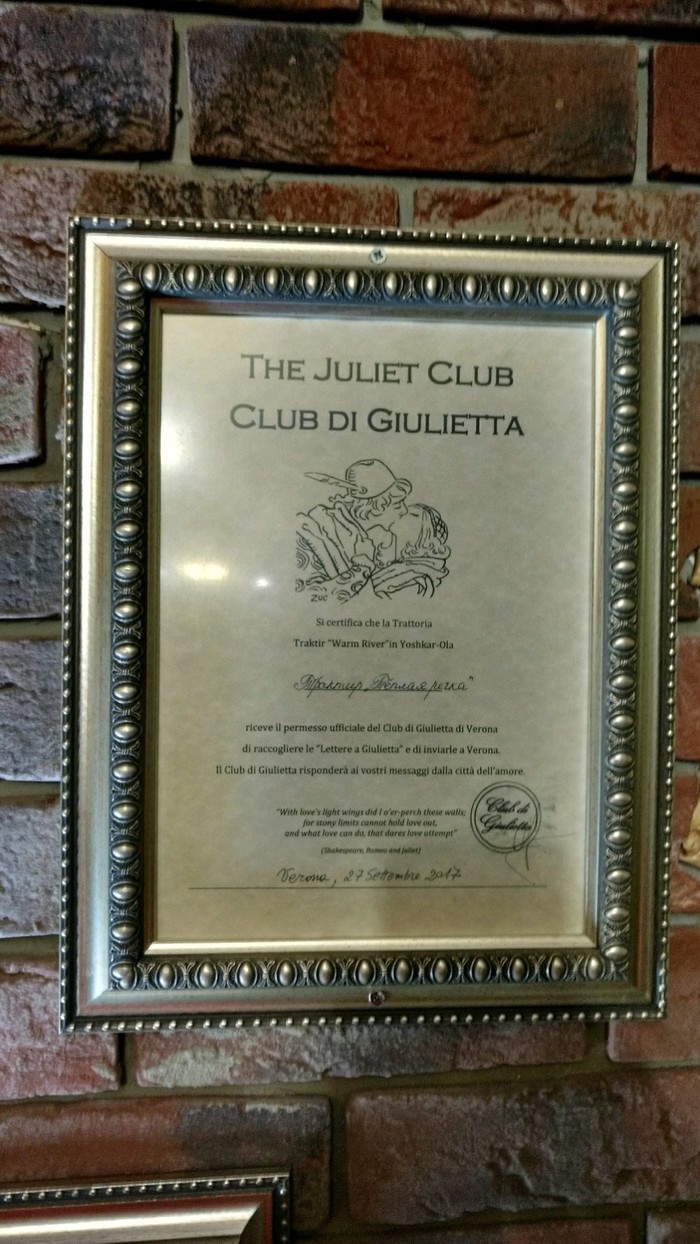 THE JULIET CLUB
CLUB DI GIULIETTA
ZUC
Si certifica che la Trattoria
Traktir "Warm River"in Yoshkar-Ola
Трактир „Тёплая речка"
riceve il permesso ufficiale del Club di Giulietta di Verona
di raccogliere le "Lettere a Giulietta" e di inviarle a Verona.
Il Club di Giulietta risponderà ai vostri messaggi dalla città dell'amore.
"With love's light wings did I o'er-perch these walls;
for stony limits cannot hold love out,
and what love can do, that dares love attempt"
(Shakespeare, Romeo and Juliet)
Club di
Giulietta
Verona, 27 Settembre 2017